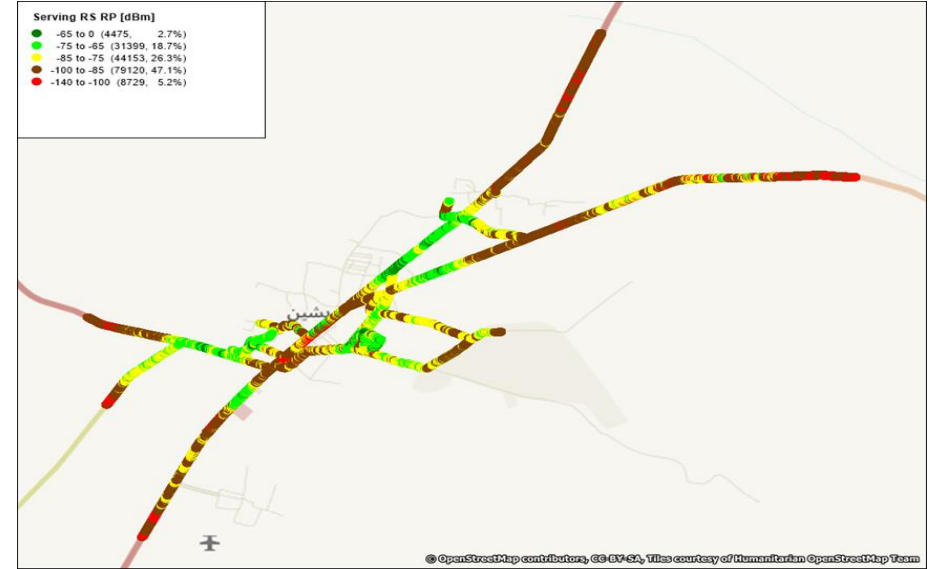 Serving RS RP [dBm]
-65 to 0 (4475, 2.7%)
-75 to -65 (31399, 18.7%)
-85 to -75 (44153, 26.3%)
-100 to -85 (79120, 47.1%)
-140 to -100 (8729, 5.2%)
© OpenStreetMap contributors, CC-BY-SA, Tiles courtesy of Humanitarian OpenStreetMap Team